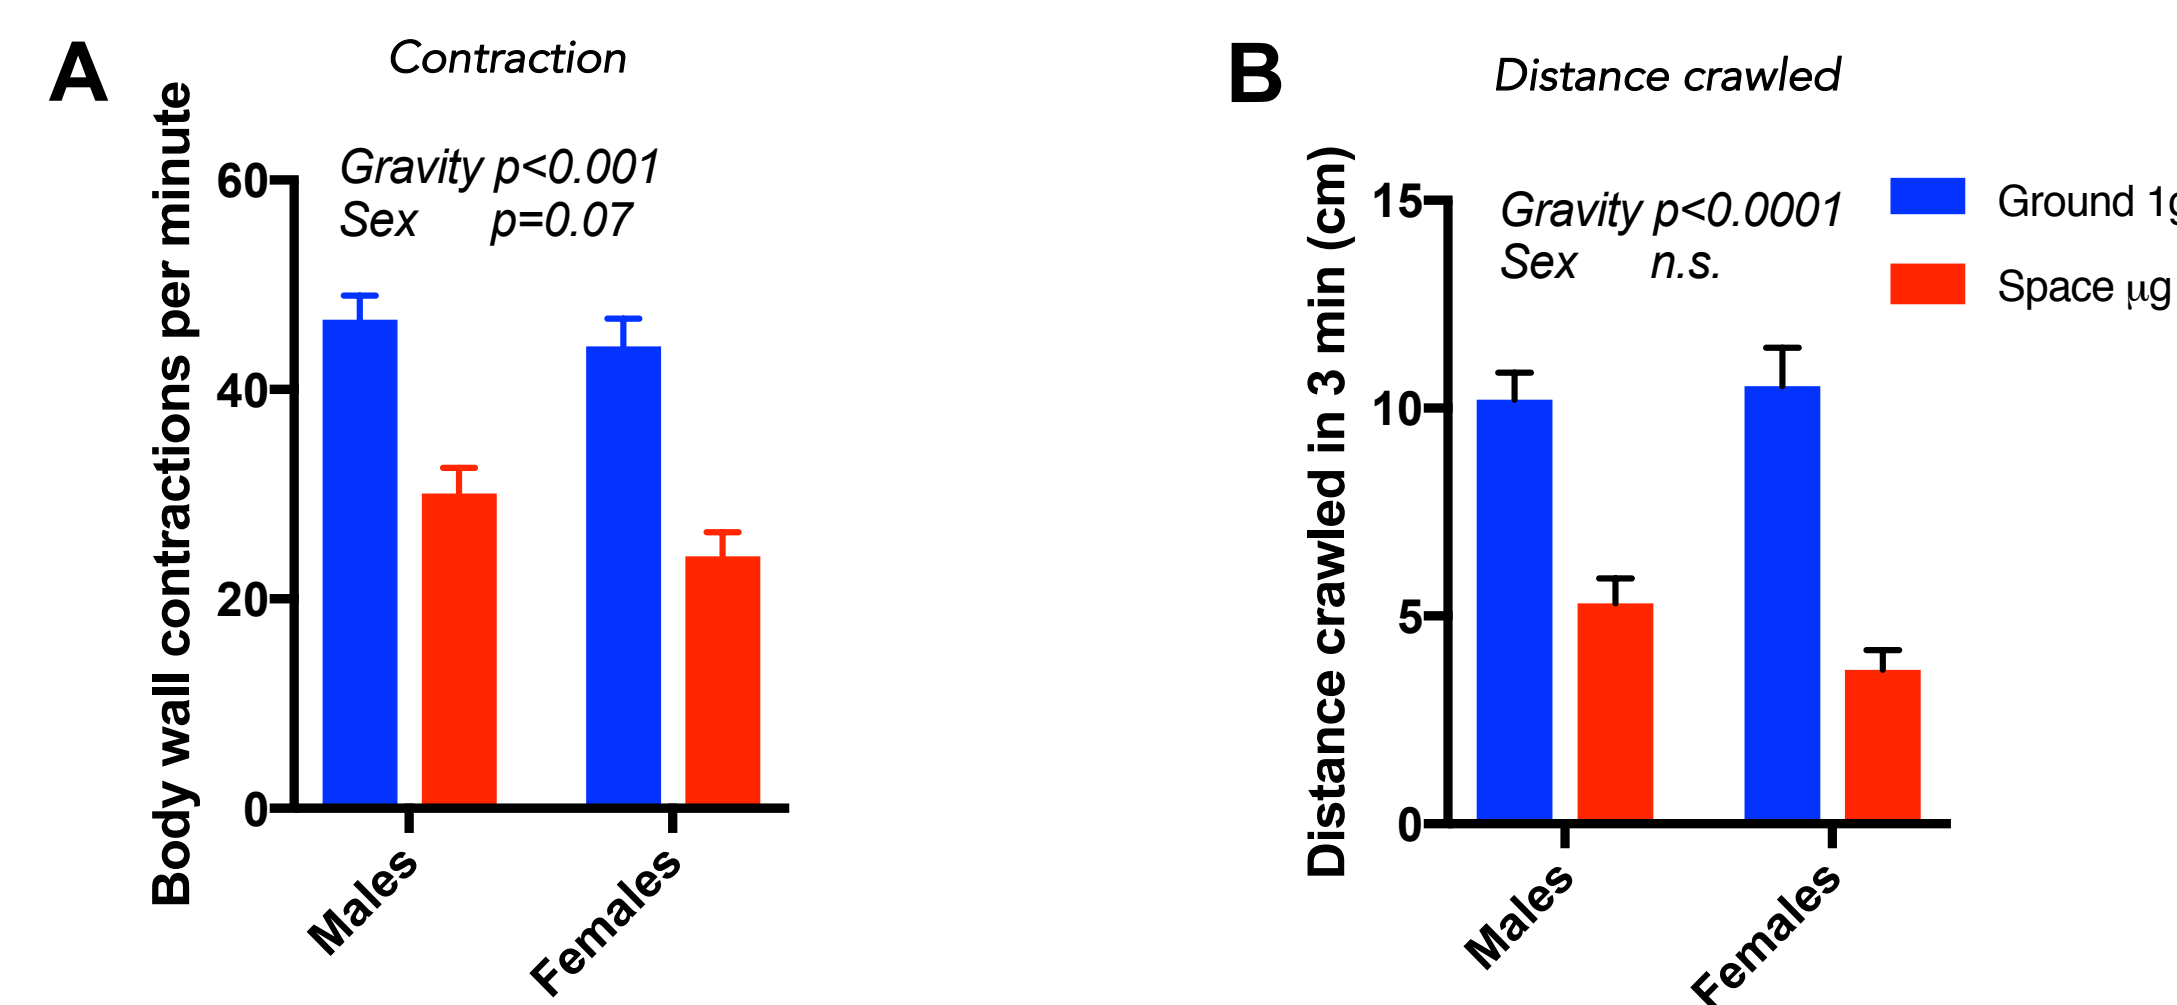 A
Contraction
Body wall contractions per minute
Gravity p<0.001
Sex p=0.07
60
40
20
0
Males
Females
B
Distance crawled
Distance crawled in 3 min (cm)
Gravity p<0.0001
Sex n.s.
15
10
5
0
Males
Females
Ground 1g
Space µg